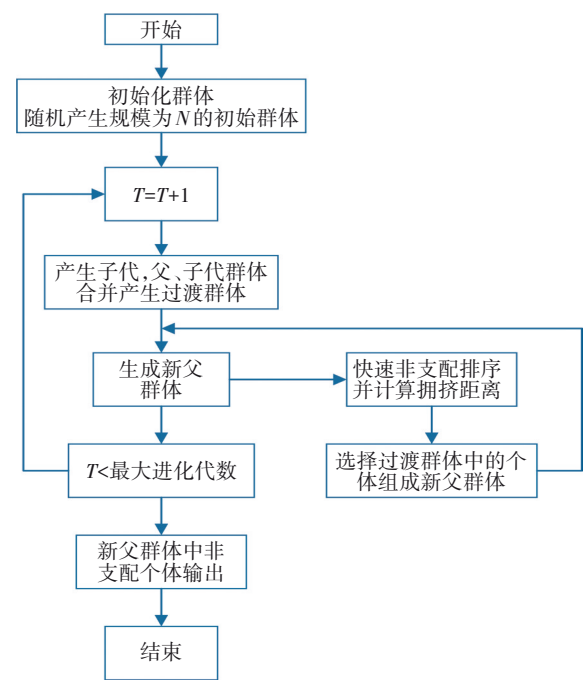 开始
初始化群体
随机产生规模为N的初始群体
T=T+1
产生子代,父、子代群体
合并产生过渡群体
生成新父
群体
快速非支配排序
并计算拥挤距离
T<最大进化代数
选择过渡群体中的个
体组成新父群体
新父群体中非
支配个体输出
结束